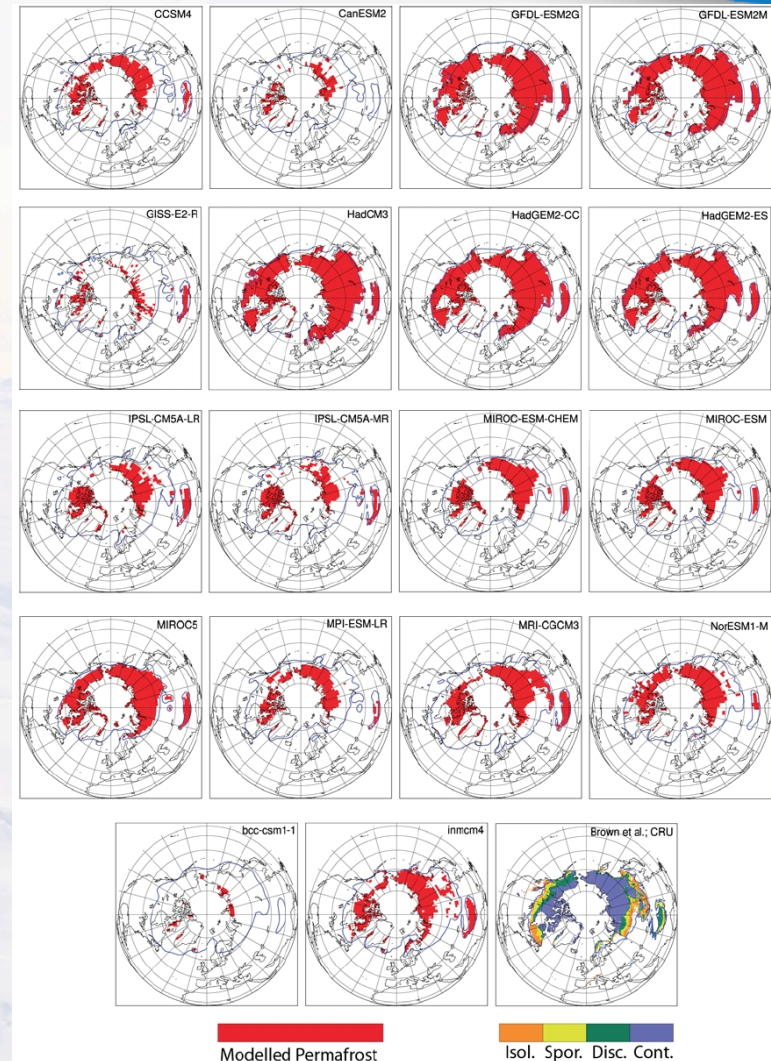 CCSM4
CanESM2
GFDL-ESM2G
GFDL-ESM2M
GISS-E2-R
HadCM3
HadGEM2-CC
HadGEM2-ES
IPSL-CM5A-LR
IPSL-CM5A-MR
MIROC-ESM-CHEM
MIROC-ESM
MIROC5
MPI-ESM-LR
MRI-CGCM3
NorESM1-M
bcc-csm1-1
inmcm4
Brown et al.; CRU
Modelled Permafrost
Isol. Spor. Disc. Cont.